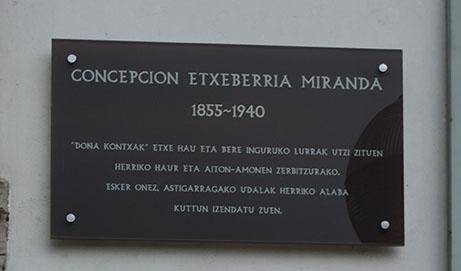 CONCEPCION ETXEBERRIA MIRANDA
1855~1940
"DONA KONTXAK" ETXE HAU ETA BERE INGURUKO LURRAK UTZI ZITUEN
HERRIKO HAUR ETA AITON-AMONEN ZERBITZURAKO.
ESKER ONEZ, ASTIGARRAGAKO UDALAK HERRIKO ALABA
KUTTUN IZENDATU ZUEN.